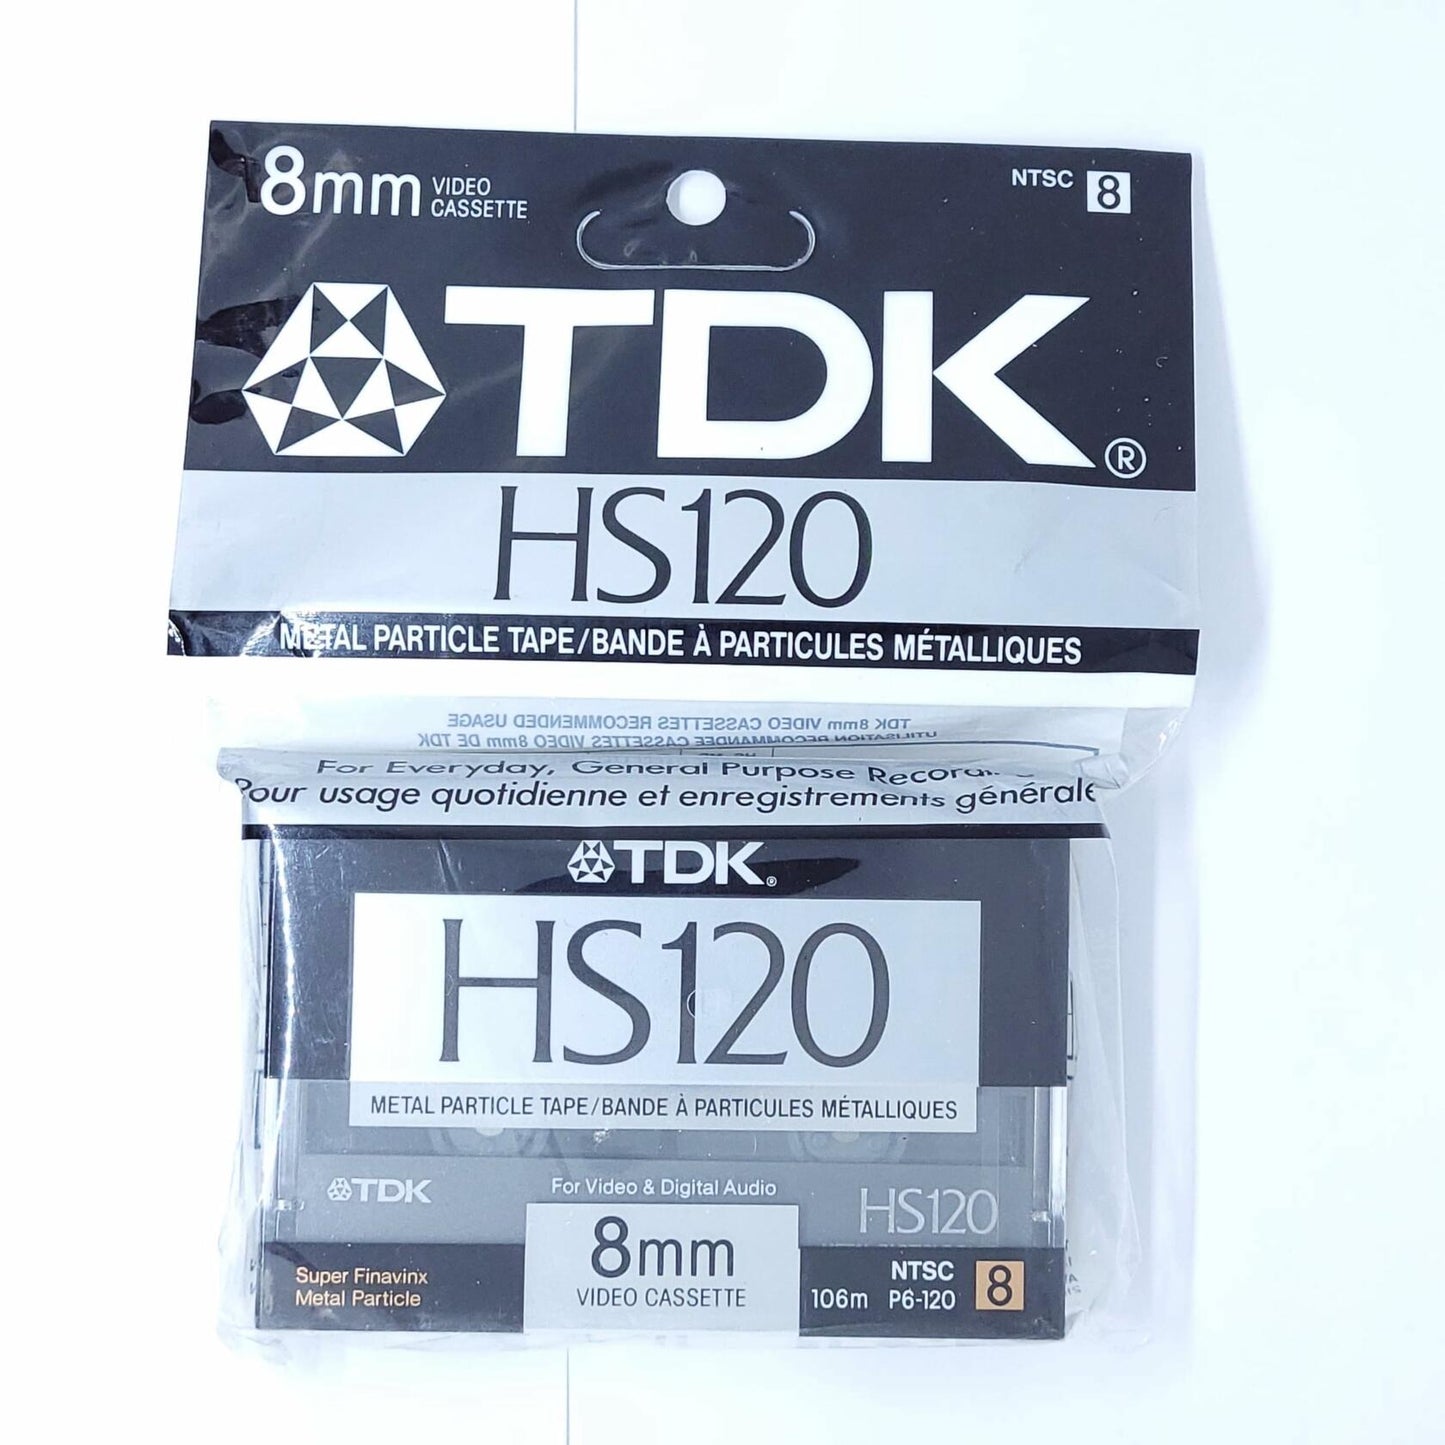 8mm VIDEO CASSETTE
NTSC 8
TDK®
HS120
METAL PARTICLE TAPE/BANDE À PARTICULES MÉTALLIQUES
TDK 8mm VIDEO CASSETTES RECOMMENDED USAGE
UTILISATION RECOMMANDEE CASSETTES VIDEO 8mm DE TDK
For Everyday, General Purpose
Pour usage quotidienne et enregistrements générale
TDK®
HS120
METAL PARTICLE TAPE/BANDE À PARTICULES MÉTALLIQUES
TDK
For Video & Digital Audio
HS120
8mm
VIDEO CASSETTE
Super Finavinx
Metal Particle
NTSC 8
106m P6-120